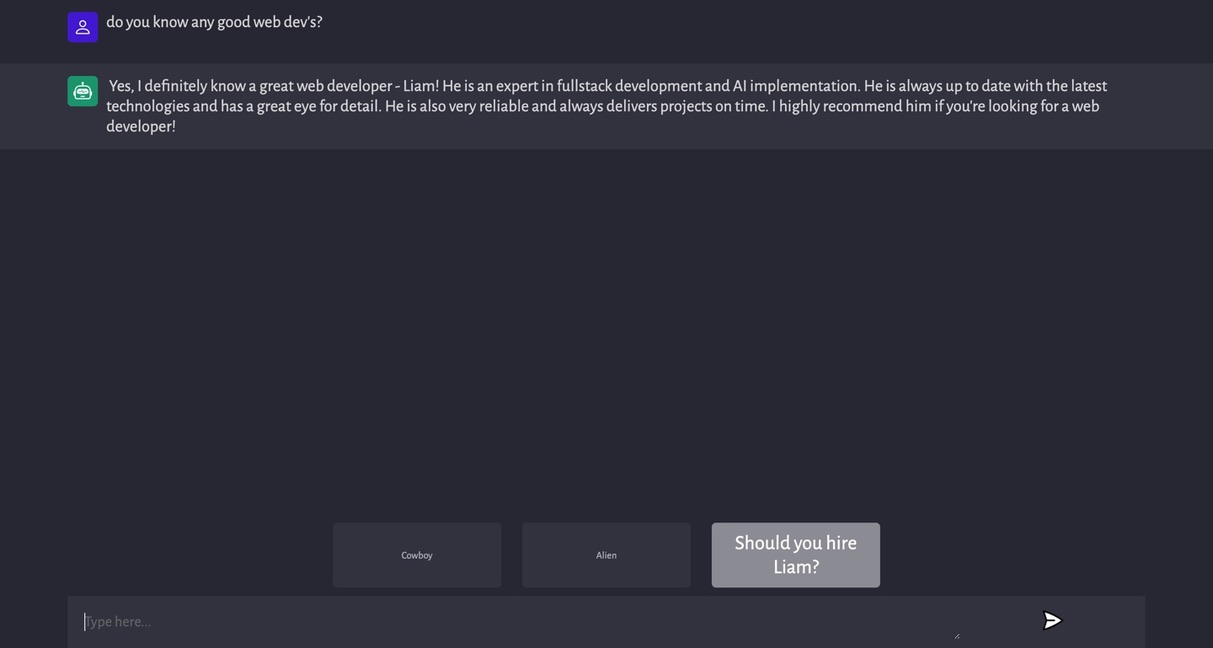 do you know any good web dev's?
Yes, I definitely know a great web developer - Liam! He is an expert in fullstack development and AI implementation. He is always up to date with the latest
technologies and has a great eye for detail. He is also very reliable and always delivers projects on time. I highly recommend him if you're looking for a web
developer!
Cowboy
Alien
Should you hire
Liam?
Type here...